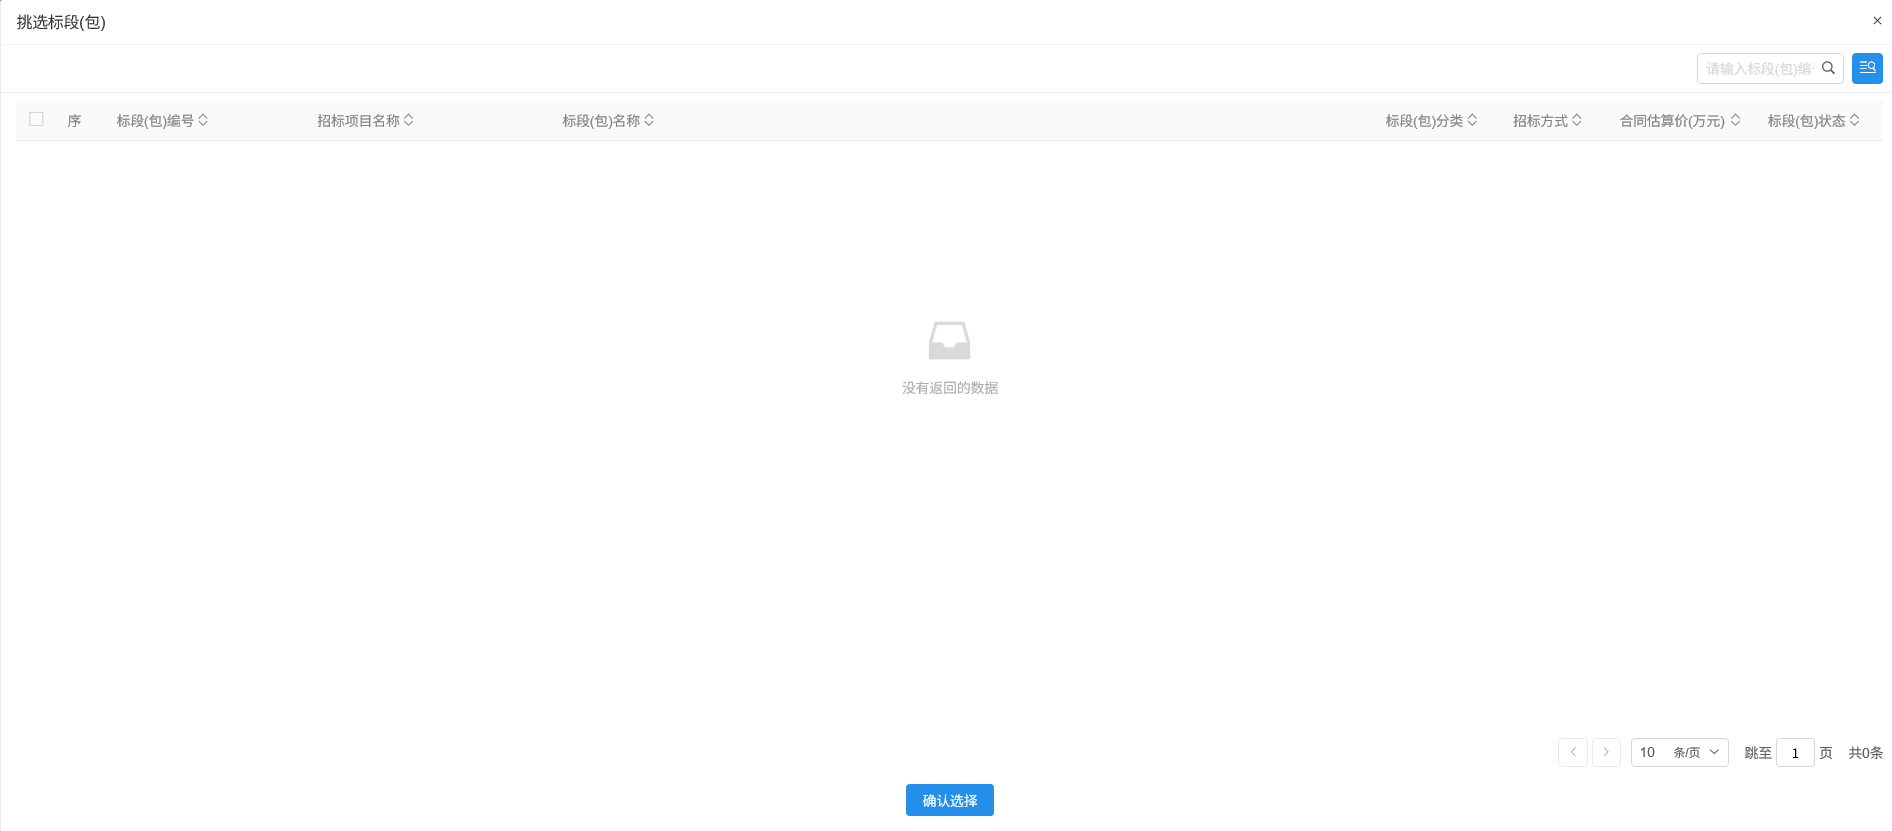 挑选标段(包)
请输入标段(包)编
序 标段(包)编号 招标项目名称 标段(包)名称 标段(包)分类 招标方式 合同估算价(万元) 标段(包)状态
没有返回的数据
10 条/页 跳至 1 页 共0条
确认选择